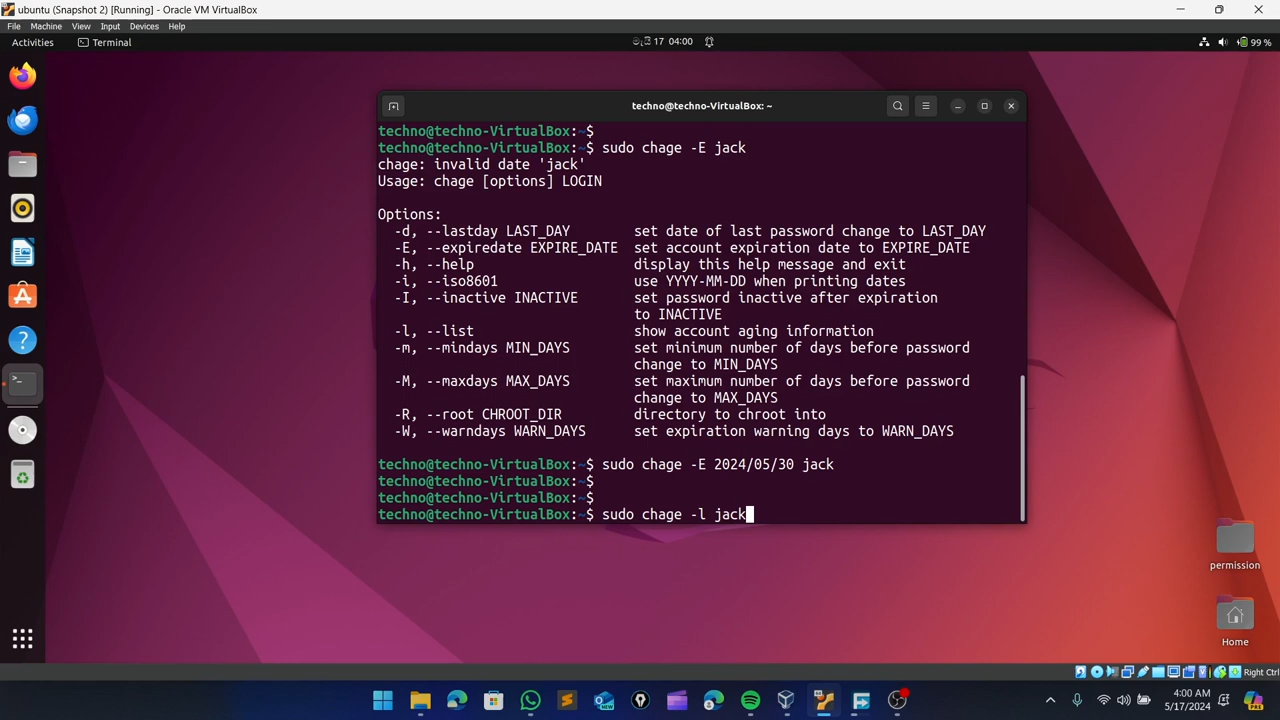 ubuntu (Snapshot 2) [Running] - Oracle VM VirtualBox
File Machine View Input Devices Help
Activities Terminal මැයි 17 04:00 99 %
techno@techno-VirtualBox: ~
techno@techno-VirtualBox:~$
techno@techno-VirtualBox:~$ sudo chage -E jack
chage: invalid date 'jack'
Usage: chage [options] LOGIN
Options:
-d, --lastday LAST_DAY set date of last password change to LAST_DAY
-E, --expiredate EXPIRE_DATE set account expiration date to EXPIRE_DATE
-h, --help display this help message and exit
-i, --iso8601 use YYYY-MM-DD when printing dates
-I, --inactive INACTIVE set password inactive after expiration
to INACTIVE
-l, --list show account aging information
-m, --mindays MIN_DAYS set minimum number of days before password
change to MIN_DAYS
-M, --maxdays MAX_DAYS set maximum number of days before password
change to MAX_DAYS
-R, --root CHROOT_DIR directory to chroot into
-W, --warndays WARN_DAYS set expiration warning days to WARN_DAYS
techno@techno-VirtualBox:~$ sudo chage -E 2024/05/30 jack
techno@techno-VirtualBox:~$
techno@techno-VirtualBox:~$
techno@techno-VirtualBox:~$ sudo chage -l jack
permission
Home
Right Ctrl
4:00 AM
5/17/2024